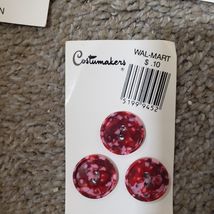 N
Costumakers
WAL-MART
$ .10
5199 9452